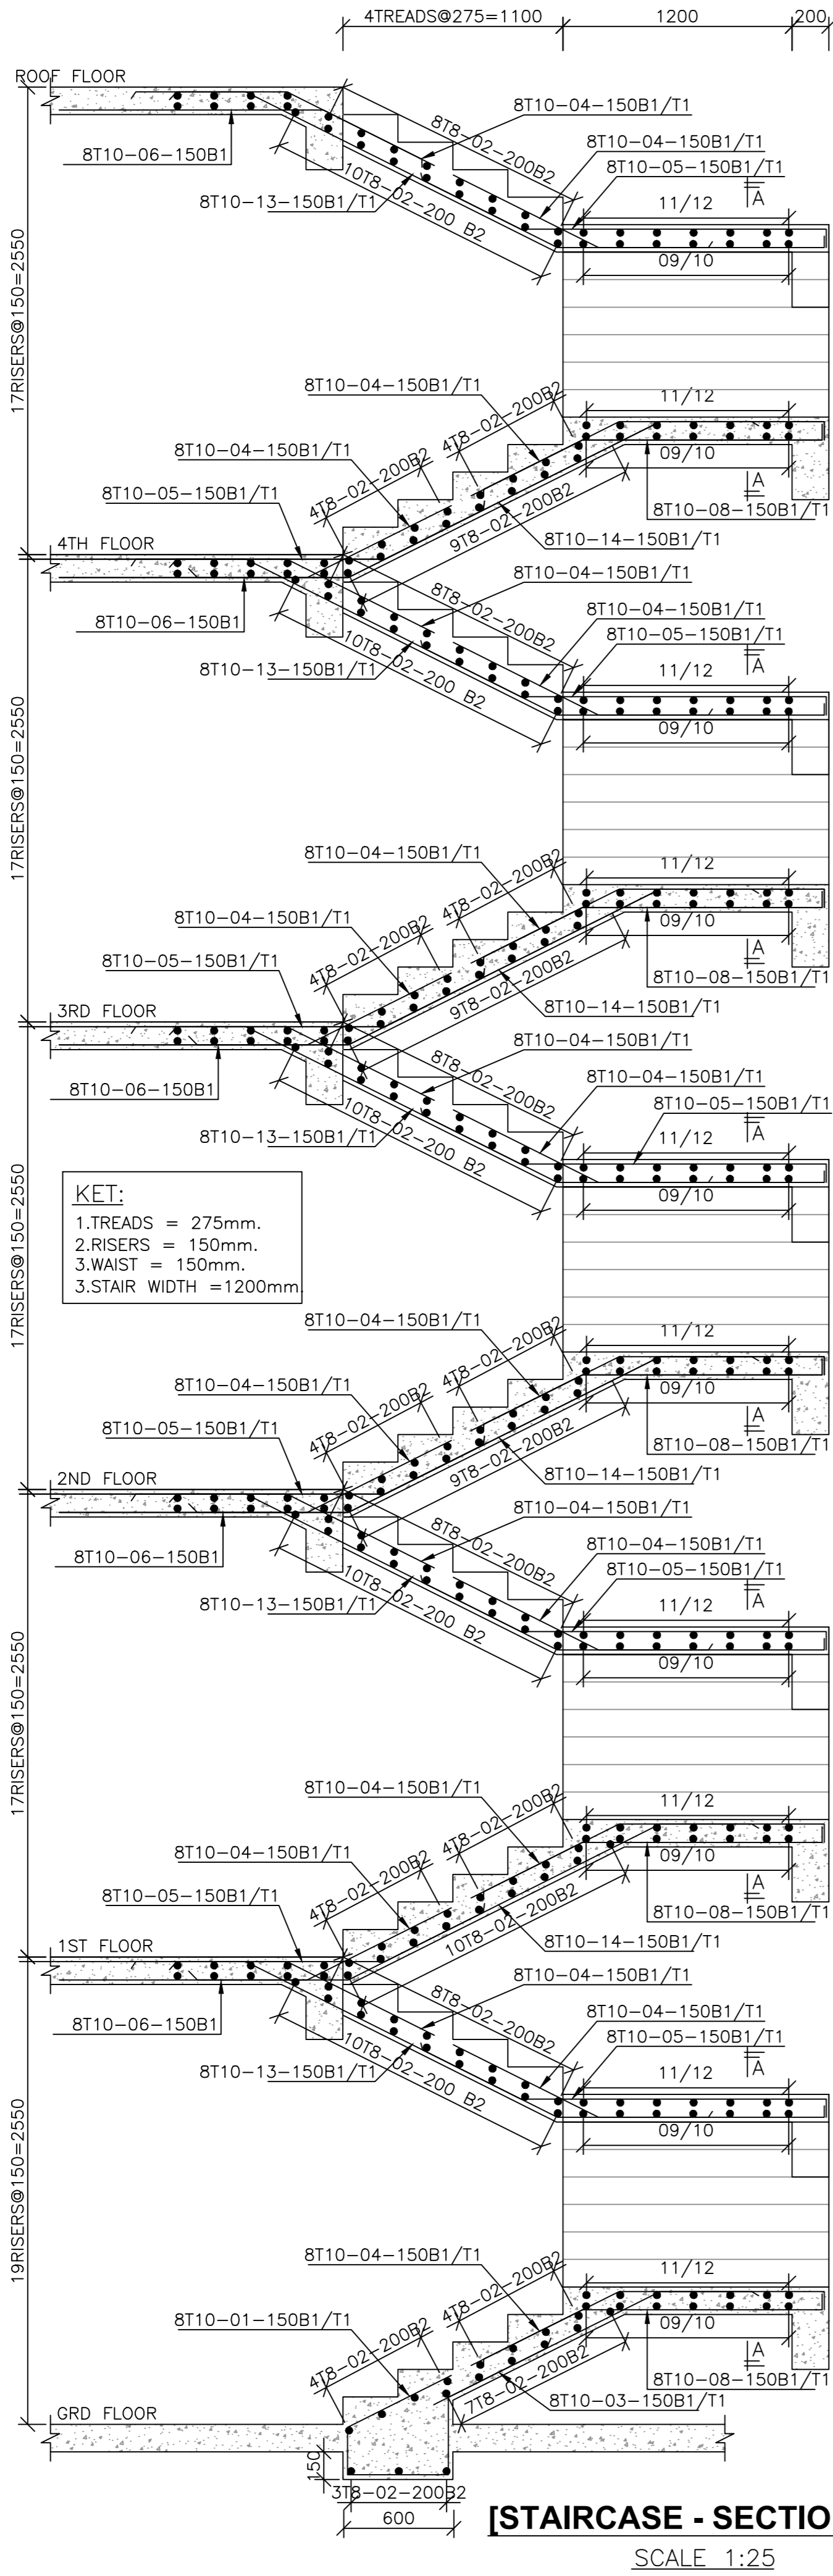 4TREADS@275=1100
1200
200
ROOF FLOOR
8T10-04-150B1/T1
8T8-02-200B2
8T10-04-150B1/T1
8T10-06-150B1
8T10-05-150B1/T1
A
10T8-02-200 B2
8T10-13-150B1/T1
11/12
09/10
17RISERS@150=2550
8T10-04-150B1/T1
4T8-02-200B2
11/12
8T10-04-150B1/T1
4T8-02-200B2
09/10
8T10-05-150B1/T1
A
9T8-02-200B2
8T10-08-150B1/T1
4TH FLOOR
8T10-14-150B1/T1
8T10-04-150B1/T1
8T8-02-200B2
8T10-04-150B1/T1
8T10-06-150B1
8T10-05-150B1/T1
A
10T8-02-200 B2
8T10-13-150B1/T1
11/12
09/10
17RISERS@150=2550
8T10-04-150B1/T1
4T8-02-200B2
11/12
8T10-04-150B1/T1
4T8-02-200B2
09/10
8T10-05-150B1/T1
A
9T8-02-200B2
8T10-08-150B1/T1
3RD FLOOR
8T10-14-150B1/T1
8T10-04-150B1/T1
8T8-02-200B2
8T10-04-150B1/T1
8T10-06-150B1
8T10-05-150B1/T1
A
10T8-02-200 B2
8T10-13-150B1/T1
11/12
09/10
17RISERS@150=2550
KET:
1.TREADS = 275mm.
2.RISERS = 150mm.
3.WAIST = 150mm.
3.STAIR WIDTH =1200mm.
8T10-04-150B1/T1
4T8-02-200B2
11/12
8T10-04-150B1/T1
4T8-02-200B2
09/10
8T10-05-150B1/T1
A
9T8-02-200B2
8T10-08-150B1/T1
2ND FLOOR
8T10-14-150B1/T1
8T10-04-150B1/T1
8T8-02-200B2
8T10-04-150B1/T1
8T10-06-150B1
8T10-05-150B1/T1
A
10T8-02-200 B2
8T10-13-150B1/T1
11/12
09/10
17RISERS@150=2550
8T10-04-150B1/T1
4T8-02-200B2
11/12
8T10-04-150B1/T1
4T8-02-200B2
09/10
8T10-05-150B1/T1
A
10T8-02-200B2
8T10-08-150B1/T1
1ST FLOOR
8T10-14-150B1/T1
8T10-04-150B1/T1
8T8-02-200B2
8T10-04-150B1/T1
8T10-06-150B1
8T10-05-150B1/T1
A
10T8-02-200 B2
8T10-13-150B1/T1
11/12
09/10
19RISERS@150=2550
8T10-04-150B1/T1
4T8-02-200B2
11/12
8T10-01-150B1/T1
4T8-02-200B2
09/10
A
7T8-02-200B2
8T10-08-150B1/T1
8T10-03-150B1/T1
GRD FLOOR
150
3T8-02-200B2
600
[STAIRCASE - SECTIO
SCALE 1:25